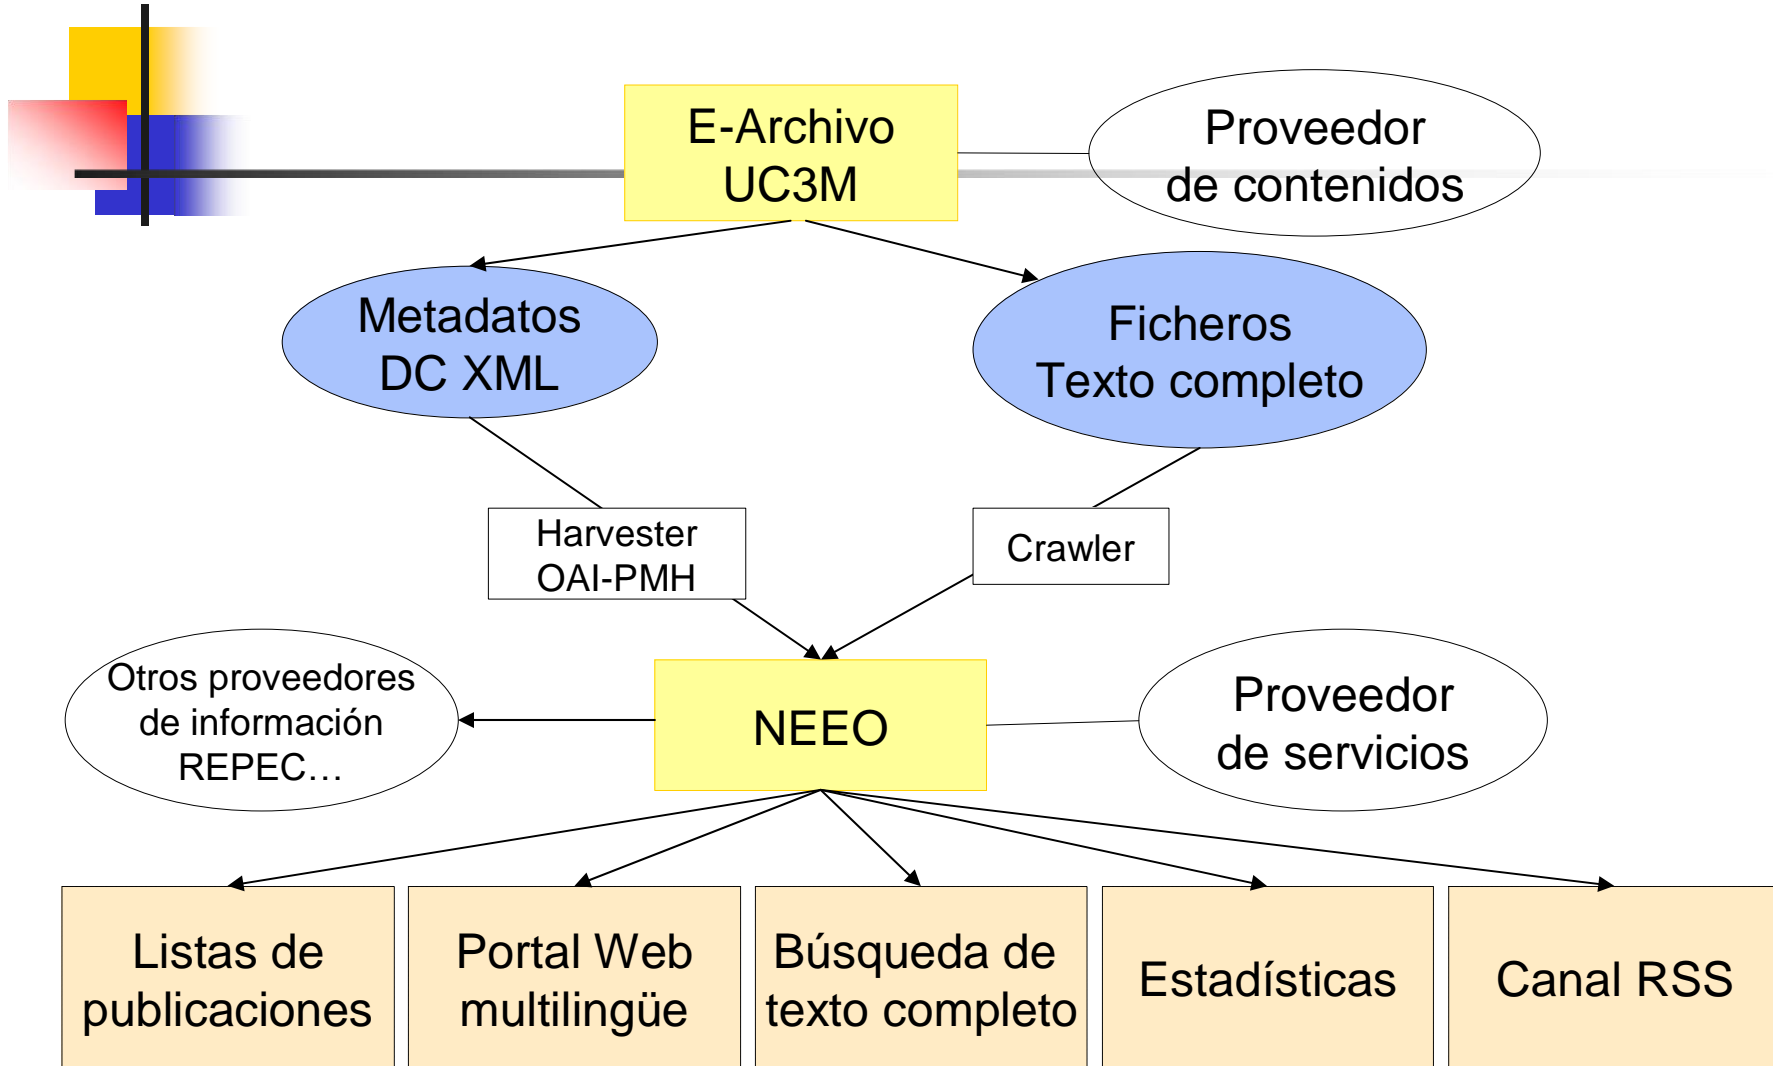 E-Archivo
UC3M
Proveedor
de contenidos
Metadatos
DC XML
Ficheros
Texto completo
Harvester
OAI-PMH
Crawler
Otros proveedores
de información
REPEC…
NEEO
Proveedor
de servicios
Listas de
publicaciones
Portal Web
multilingüe
Búsqueda de
texto completo
Estadísticas
Canal RSS